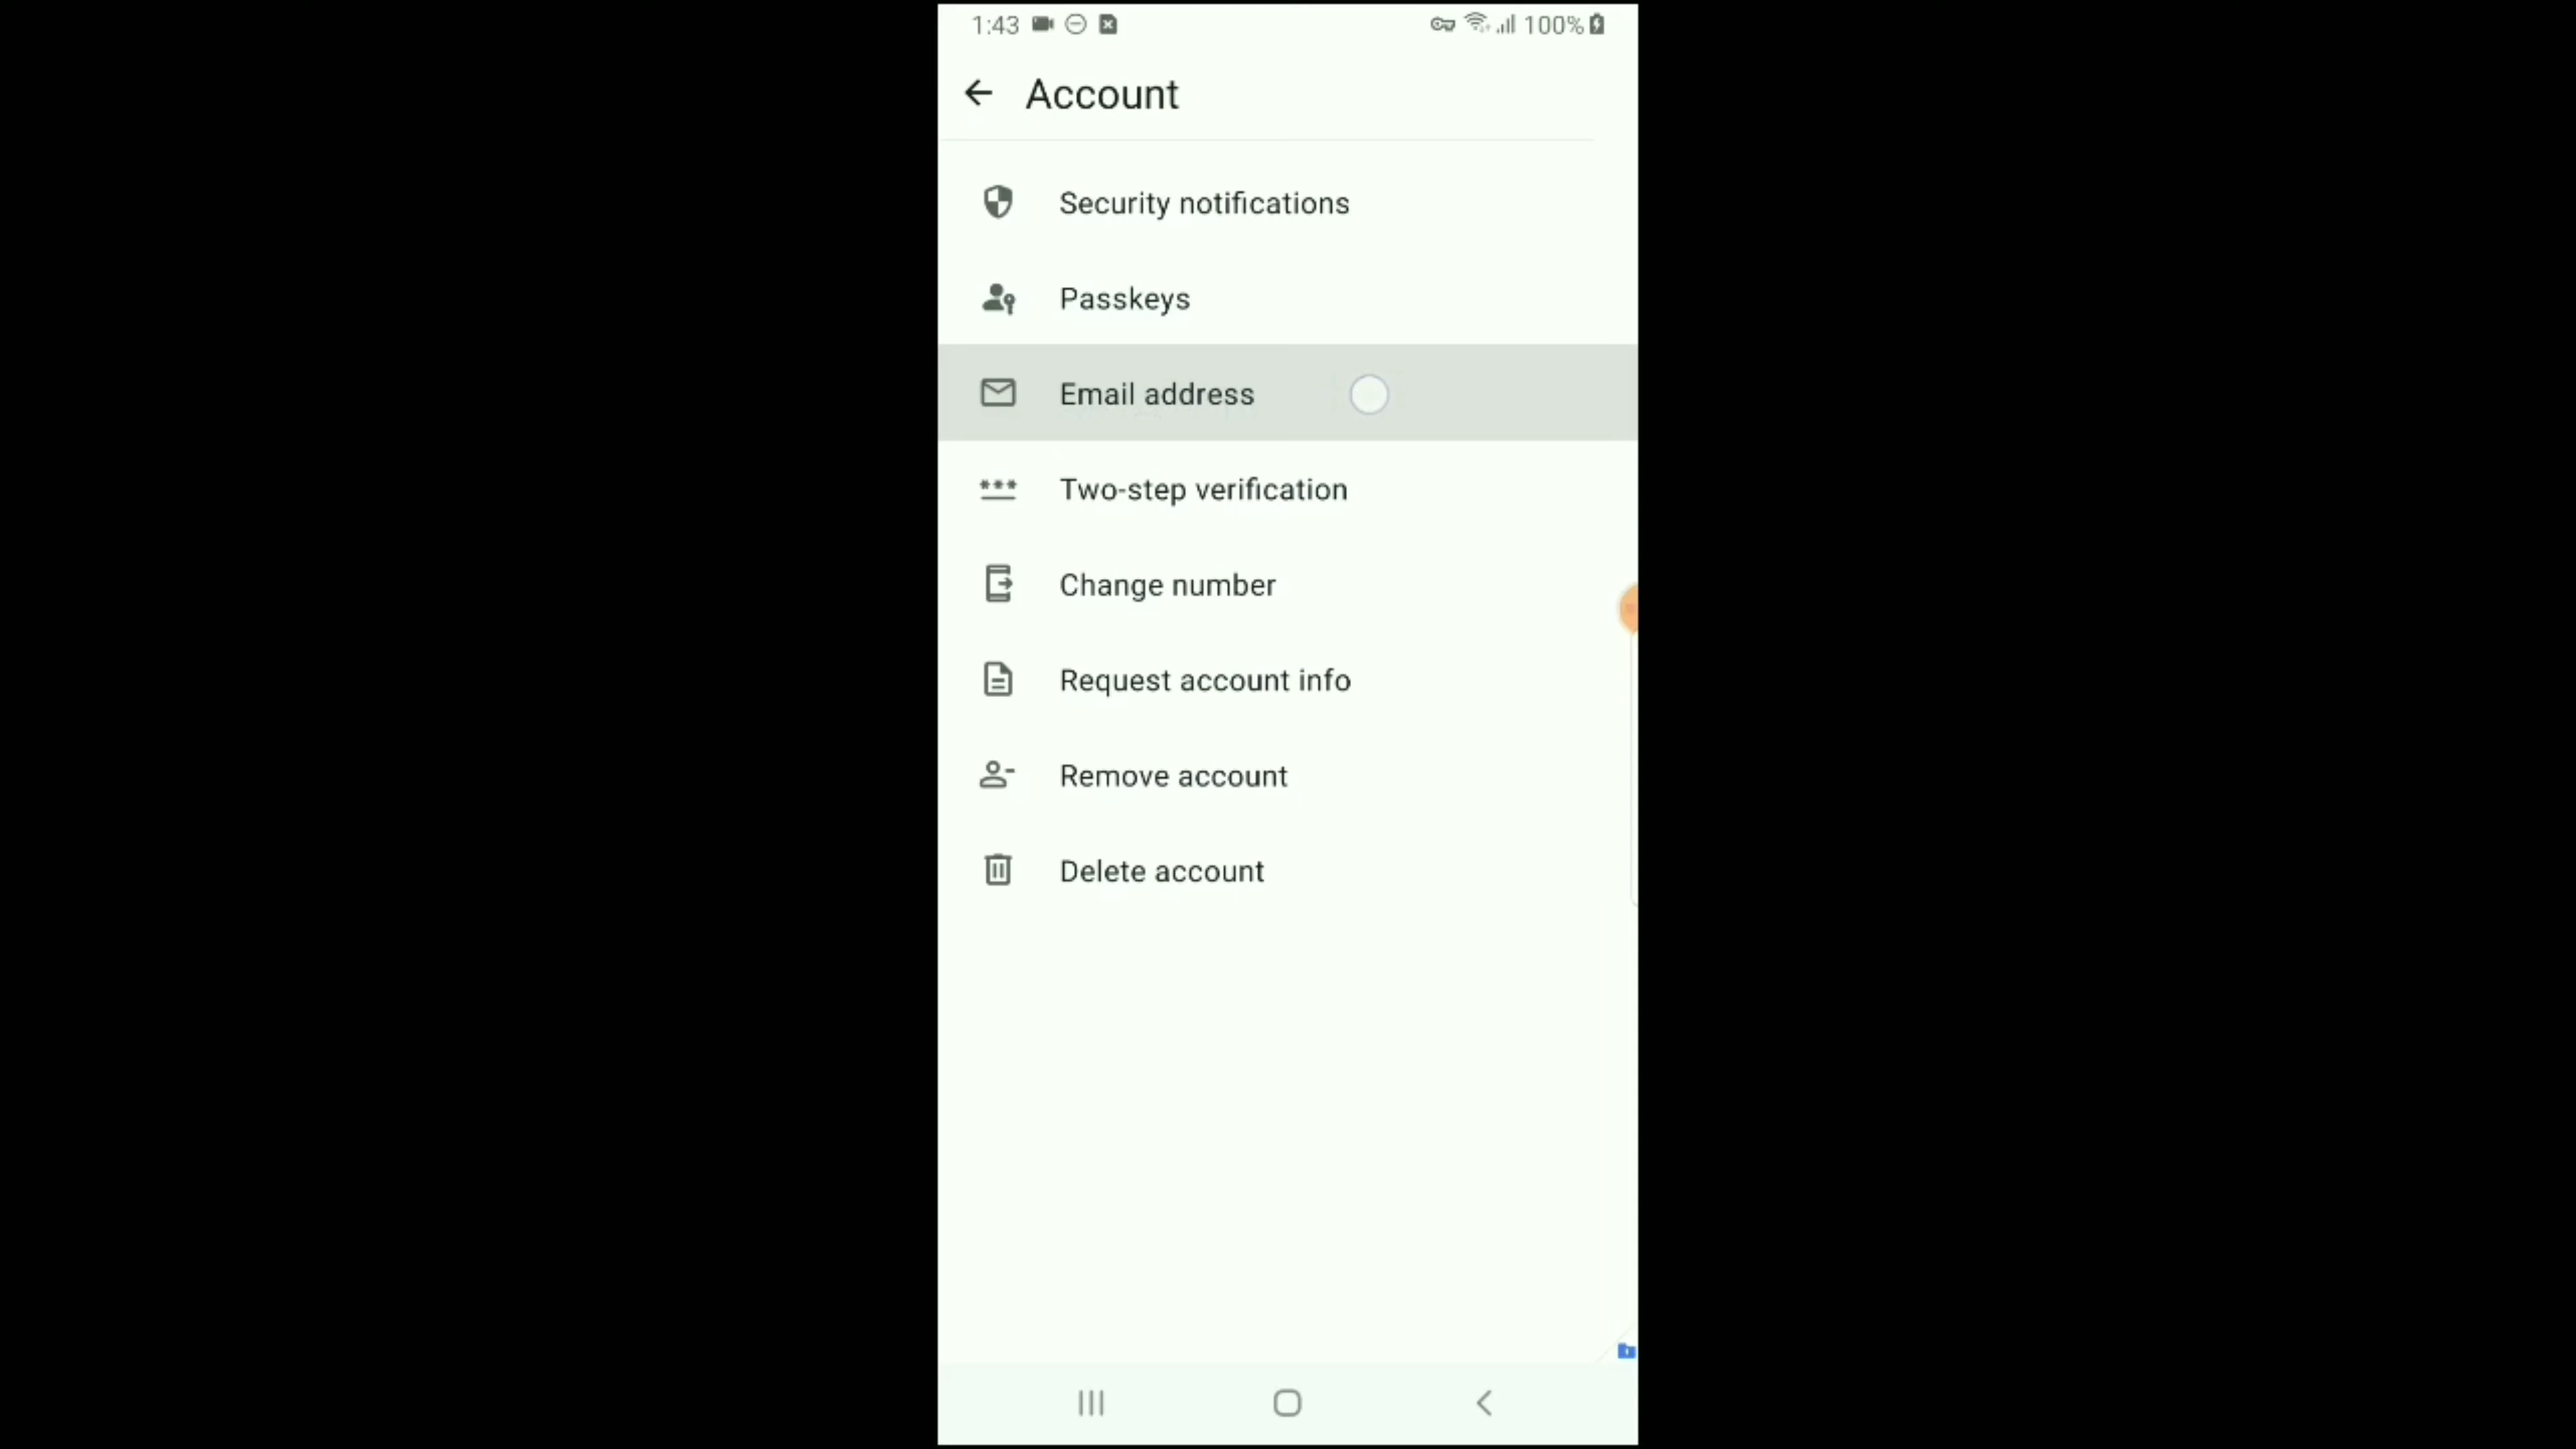 1:43 100%
Account
Security notifications
Passkeys
Email address
Two-step verification
Change number
Request account info
Remove account
Delete account